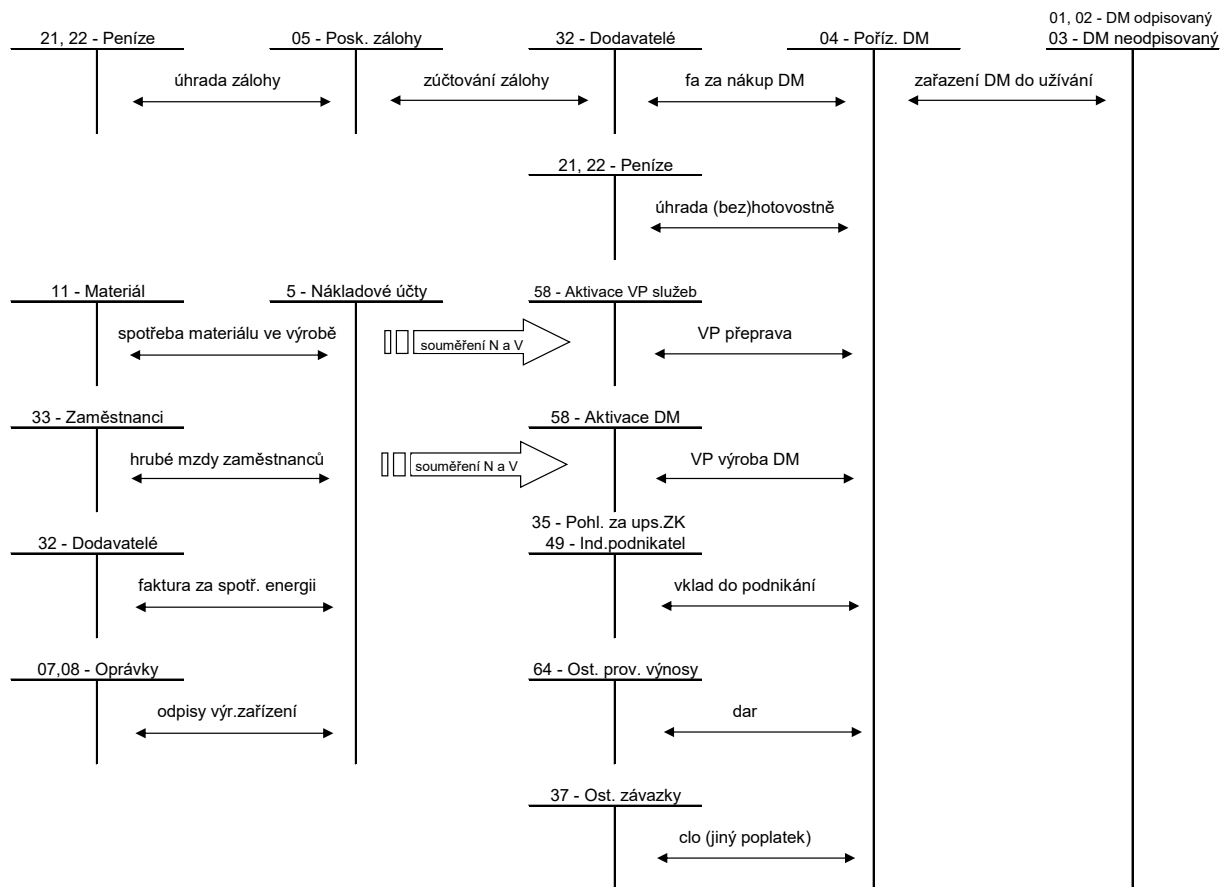 01, 02 - DM odpisovaný
21, 22 - Peníze 05 - Posk. zálohy 32 - Dodavatelé 04 - Poříz. DM 03 - DM neodpisovaný
úhrada zálohy zúčtování zálohy fa za nákup DM zařazení DM do užívání
21, 22 - Peníze
úhrada (bez)hotovostně
11 - Materiál 5 - Nákladové účty 58 - Aktivace VP služeb
spotřeba materiálu ve výrobě souměření N a V VP přeprava
33 - Zaměstnanci 58 - Aktivace DM
hrubé mzdy zaměstnanců souměření N a V VP výroba DM
35 - Pohl. za ups.ZK
32 - Dodavatelé 49 - Ind.podnikatel
faktura za spotř. energii vklad do podnikání
07,08 - Oprávky 64 - Ost. prov. výnosy
odpisy výr.zařízení dar
37 - Ost. závazky
clo (jiný poplatek)